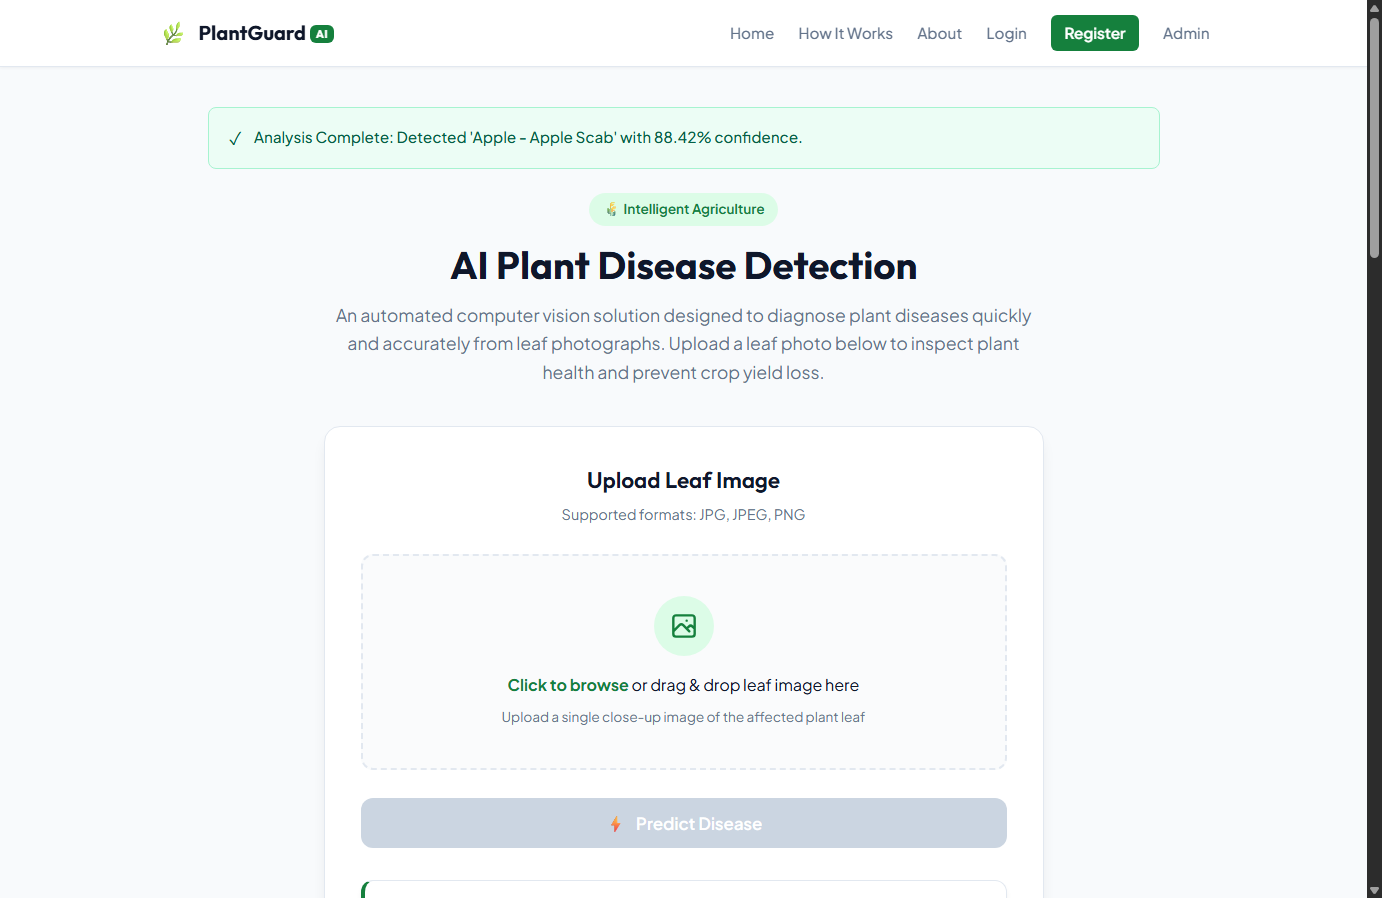 PlantGuard AI
Home How It Works About Login Register Admin
✓ Analysis Complete: Detected 'Apple - Apple Scab' with 88.42% confidence.
Intelligent Agriculture
AI Plant Disease Detection
An automated computer vision solution designed to diagnose plant diseases quickly
and accurately from leaf photographs. Upload a leaf photo below to inspect plant
health and prevent crop yield loss.
Upload Leaf Image
Supported formats: JPG, JPEG, PNG
Click to browse or drag & drop leaf image here
Upload a single close-up image of the affected plant leaf
Predict Disease